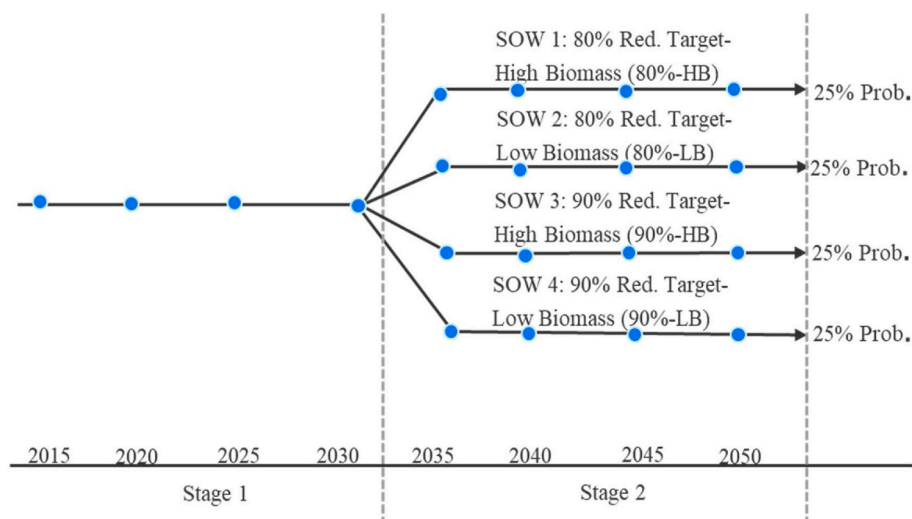 SOW 1: 80% Red. Target-
High Biomass (80%-HB)
25% Prob.
SOW 2: 80% Red. Target-
Low Biomass (80%-LB)
25% Prob.
SOW 3: 90% Red. Target-
High Biomass (90%-HB)
25% Prob.
SOW 4: 90% Red. Target-
Low Biomass (90%-LB)
25% Prob.
2015 2020 2025 2030 2035 2040 2045 2050
Stage 1 Stage 2